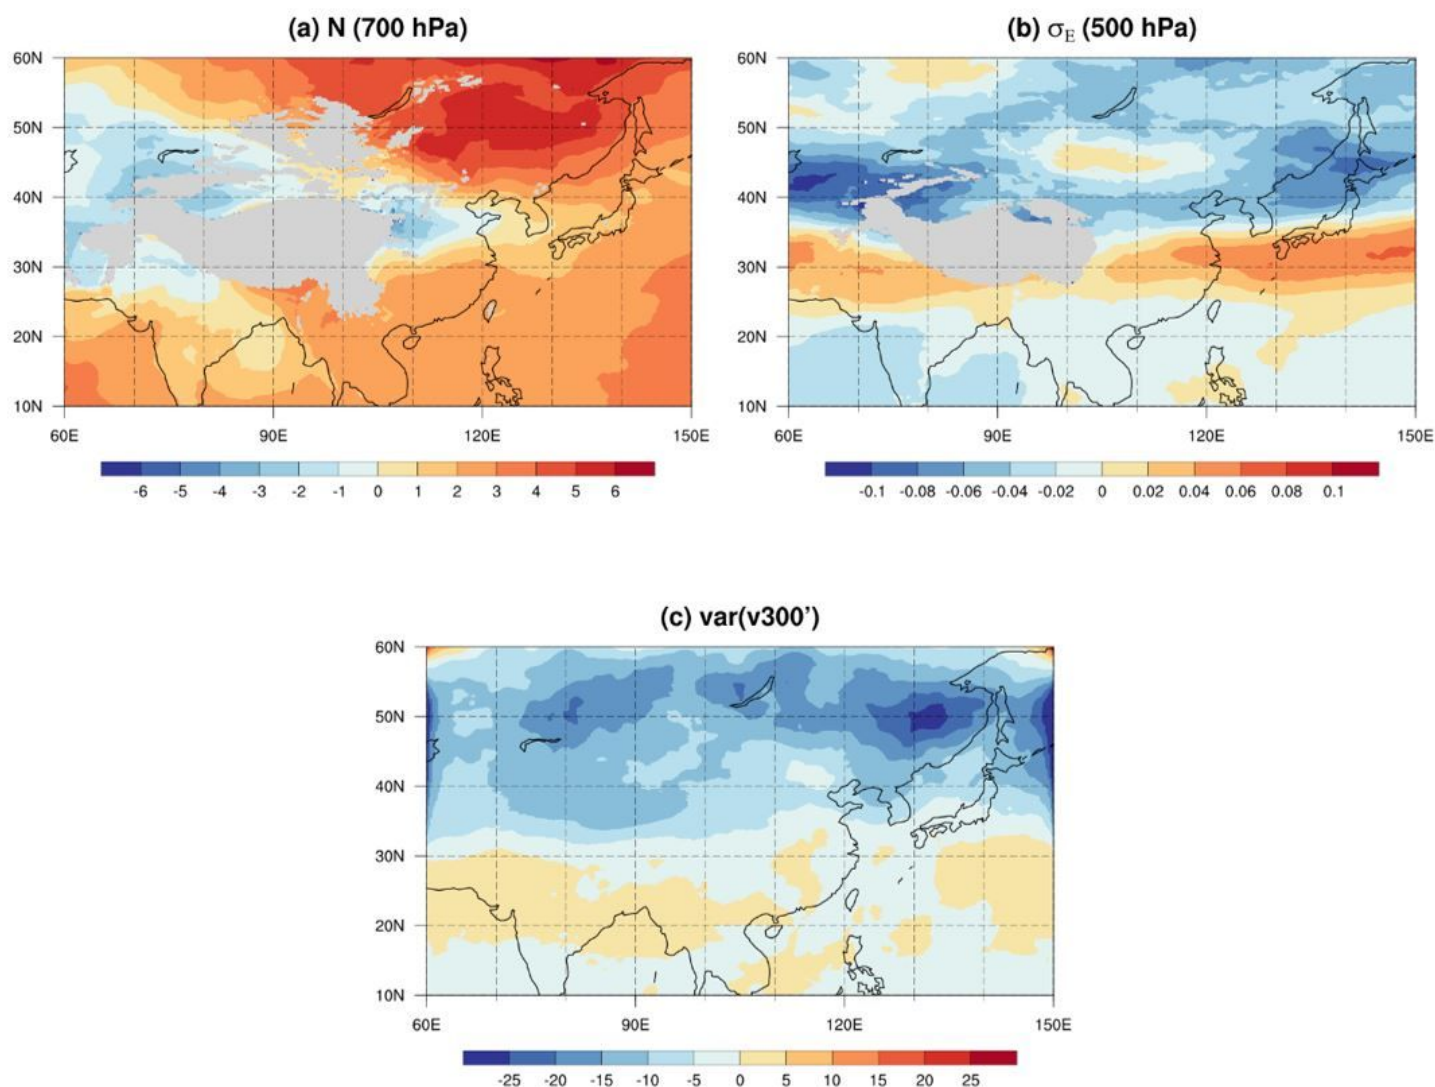 (a) N (700 hPa)
60N
50N
40N
30N
20N
10N
60E 90E 120E 150E
-6 -5 -4 -3 -2 -1 0 1 2 3 4 5 6
(b) σE (500 hPa)
60N
50N
40N
30N
20N
10N
60E 90E 120E 150E
-0.1 -0.08 -0.06 -0.04 -0.02 0 0.02 0.04 0.06 0.08 0.1
(c) var(v300’)
60N
50N
40N
30N
20N
10N
60E 90E 120E 150E
-25 -20 -15 -10 -5 0 5 10 15 20 25